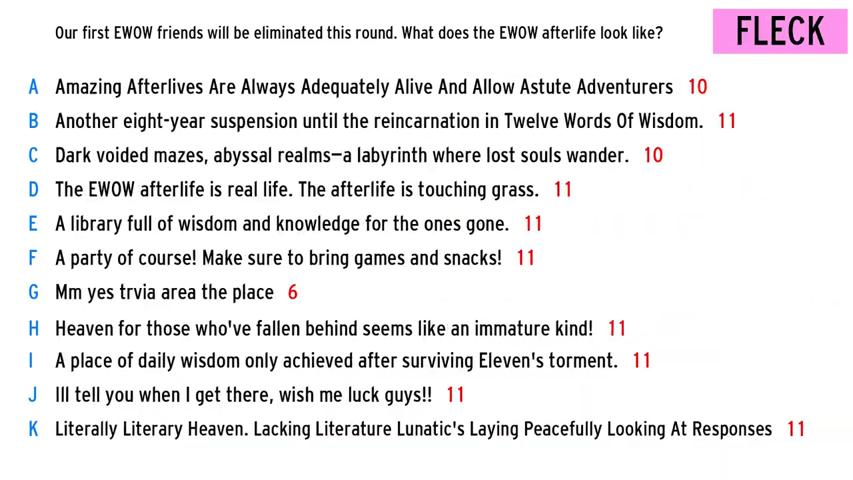 Our first EWOW friends will be eliminated this round. What does the EWOW afterlife look like?
FLECK
A Amazing Afterlives Are Always Adequately Alive And Allow Astute Adventurers 10
B Another eight-year suspension until the reincarnation in Twelve Words Of Wisdom. 11
C Dark voided mazes, abyssal realms—a labyrinth where lost souls wander. 10
D The EWOW afterlife is real life. The afterlife is touching grass. 11
E A library full of wisdom and knowledge for the ones gone. 11
F A party of course! Make sure to bring games and snacks! 11
G Mm yes trvia area the place 6
H Heaven for those who've fallen behind seems like an immature kind! 11
I A place of daily wisdom only achieved after surviving Eleven's torment. 11
J Ill tell you when I get there, wish me luck guys!! 11
K Literally Literary Heaven. Lacking Literature Lunatic's Laying Peacefully Looking At Responses 11